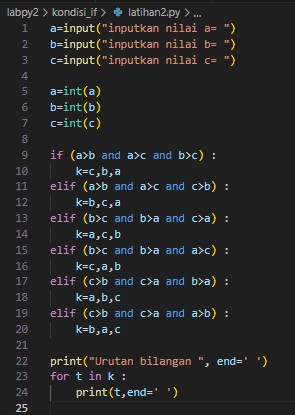 labpy2 > kondisi_if > latihan2.py > ...
1 a=input("inputkan nilai a= ")
2 b=input("inputkan nilai b= ")
3 c=input("inputkan nilai c= ")
4
5 a=int(a)
6 b=int(b)
7 c=int(c)
8
9 if (a>b and a>c and b>c) :
10     k=c,b,a
11 elif (a>b and a>c and c>b) :
12     k=b,c,a
13 elif (b>c and b>a and c>a) :
14     k=a,c,b
15 elif (b>c and b>a and a>c) :
16     k=c,a,b
17 elif (c>b and c>a and b>a) :
18     k=a,b,c
19 elif (c>b and c>a and a>b) :
20     k=b,a,c
21
22 print("Urutan bilangan ", end=' ')
23 for t in k :
24     print(t,end=' ')
25